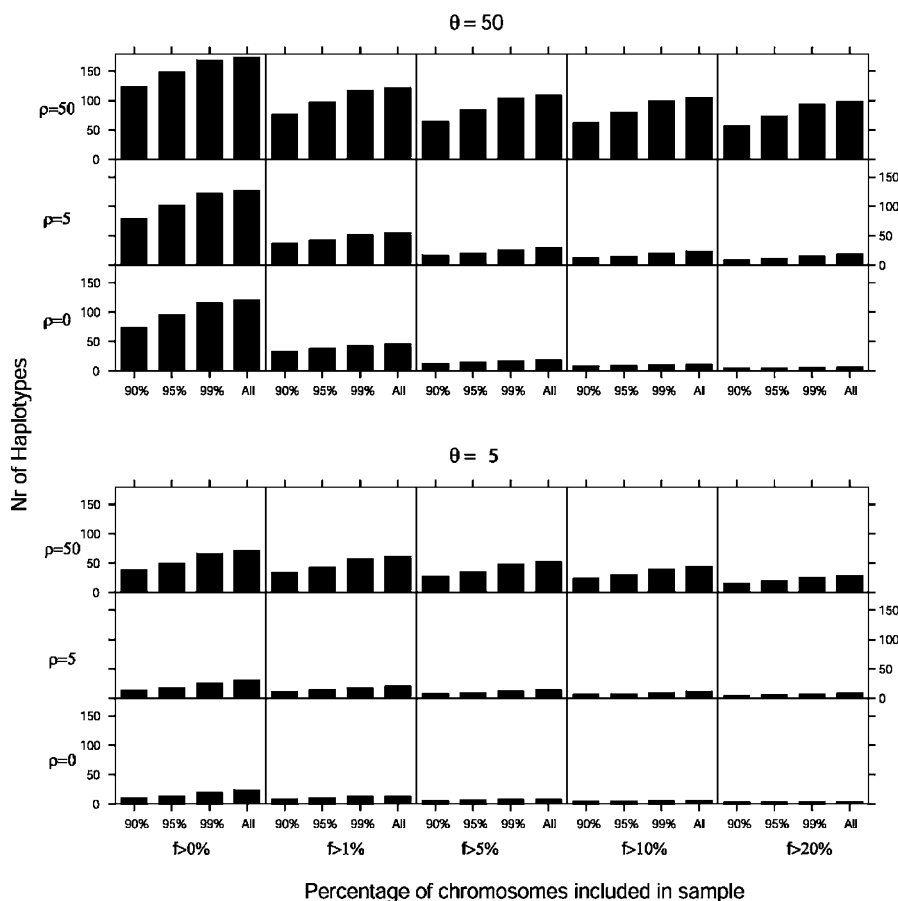 θ = 50
150
100
50
0
ρ=50
150
100
50
0
ρ=5
150
100
50
0
ρ=0
90% 95% 99% All 90% 95% 99% All 90% 95% 99% All 90% 95% 99% All 90% 95% 99% All
Nr of Haplotypes
θ = 5
150
100
50
0
ρ=50
150
100
50
0
ρ=5
150
100
50
0
ρ=0
90% 95% 99% All 90% 95% 99% All 90% 95% 99% All 90% 95% 99% All 90% 95% 99% All
f>0% f>1% f>5% f>10% f>20%
Percentage of chromosomes included in sample